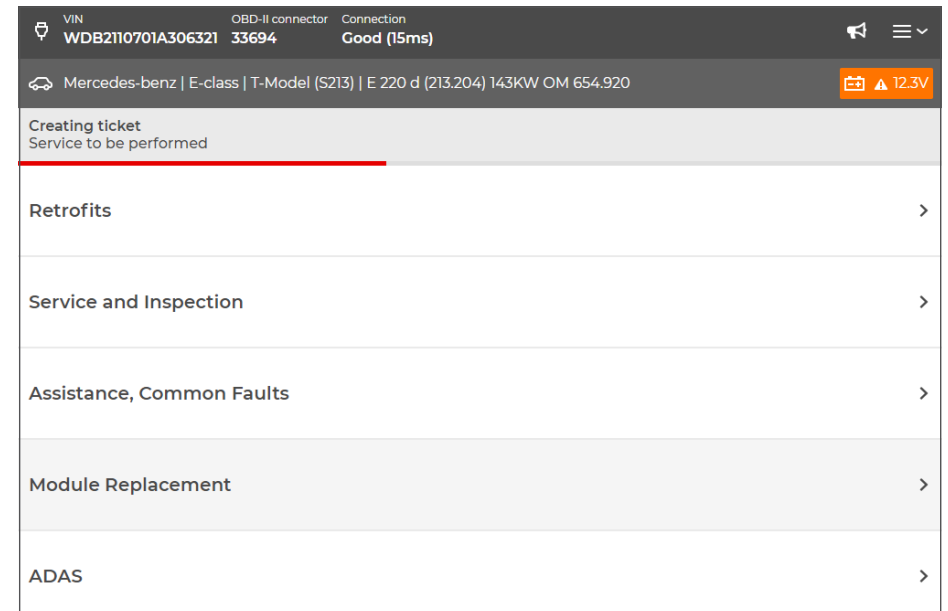 VIN OBD-II connector Connection
WDB2110701A306321 33694 Good (15ms)
Mercedes-benz | E-class | T-Model (S213) | E 220 d (213.204) 143KW OM 654.920 12.3V
Creating ticket
Service to be performed
Retrofits
Service and Inspection
Assistance, Common Faults
Module Replacement
ADAS